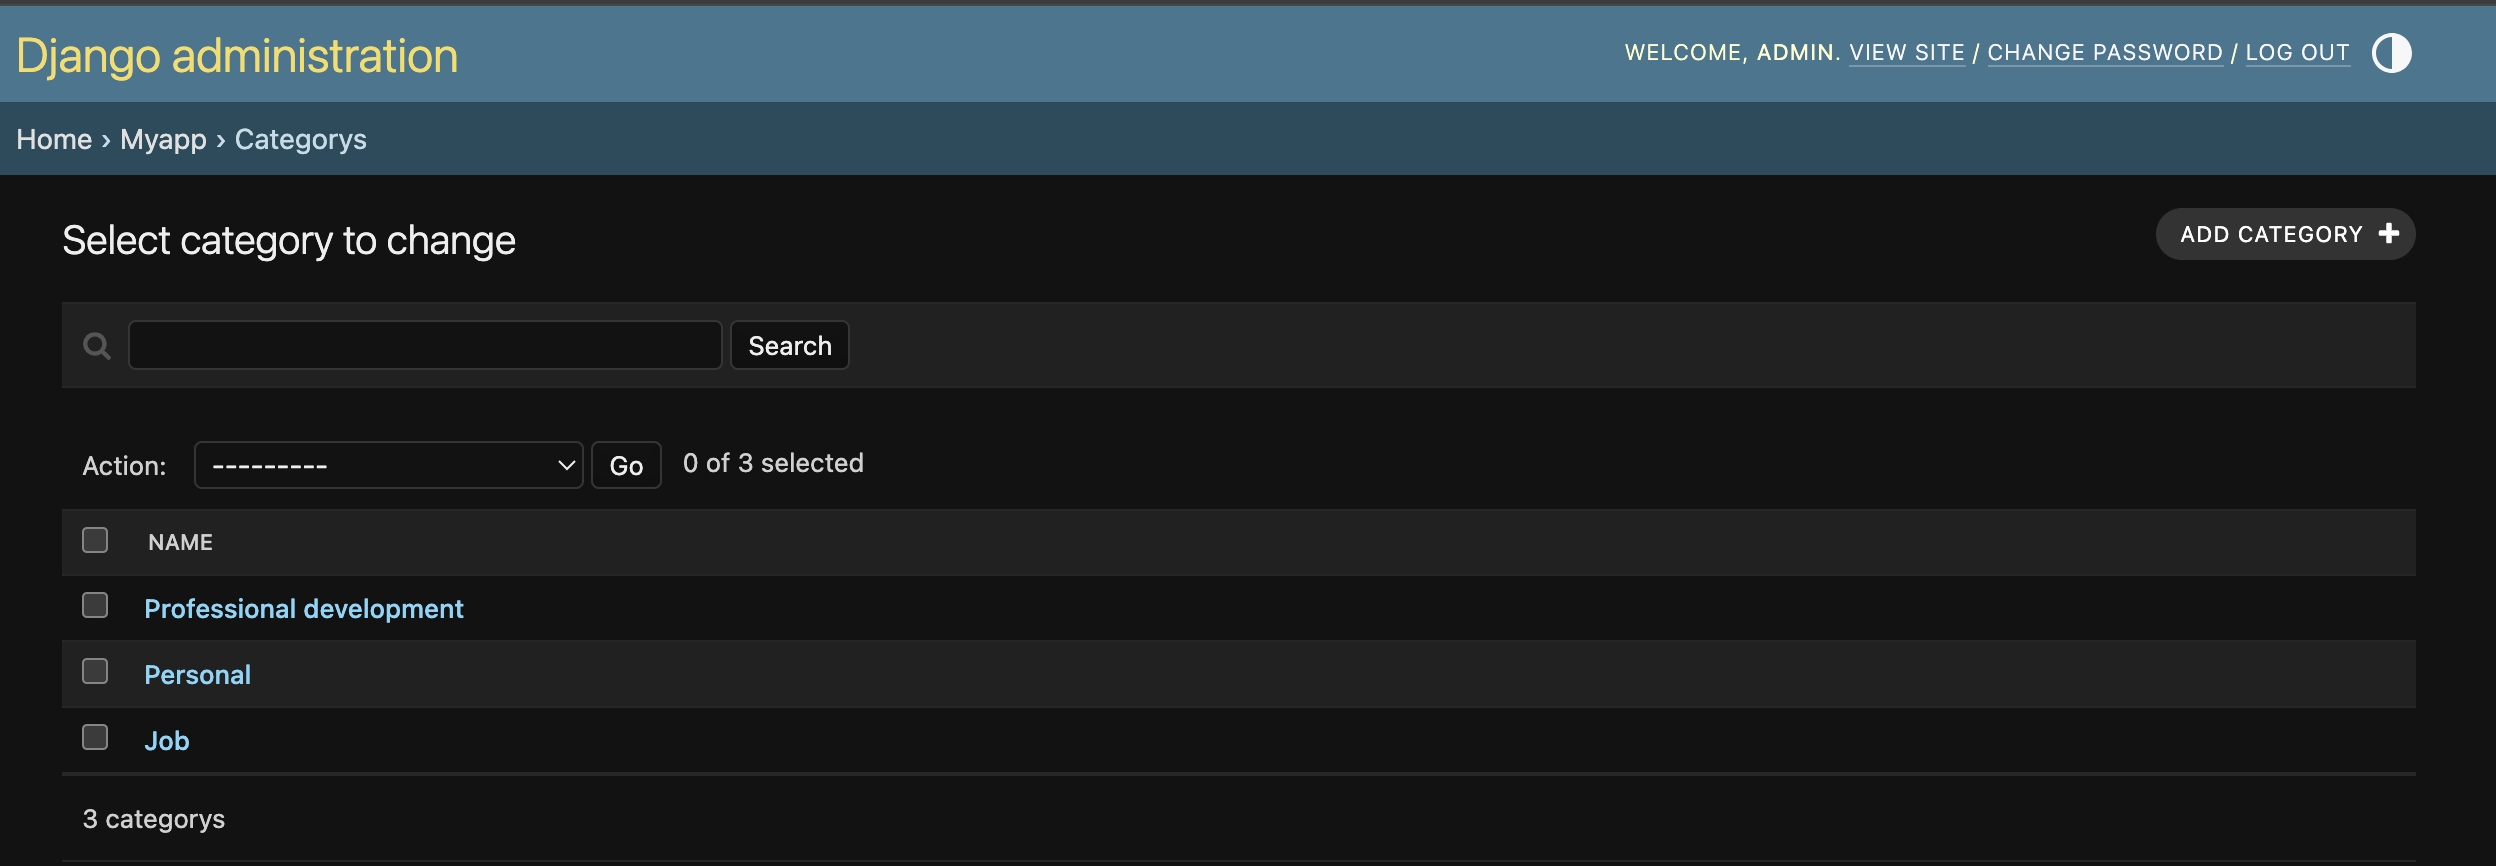 Django administration
WELCOME, ADMIN. VIEW SITE / CHANGE PASSWORD / LOG OUT
Home › Myapp › Categorys
Select category to change
ADD CATEGORY +
Search
Action: --------- Go 0 of 3 selected
NAME
Professional development
Personal
Job
3 categorys